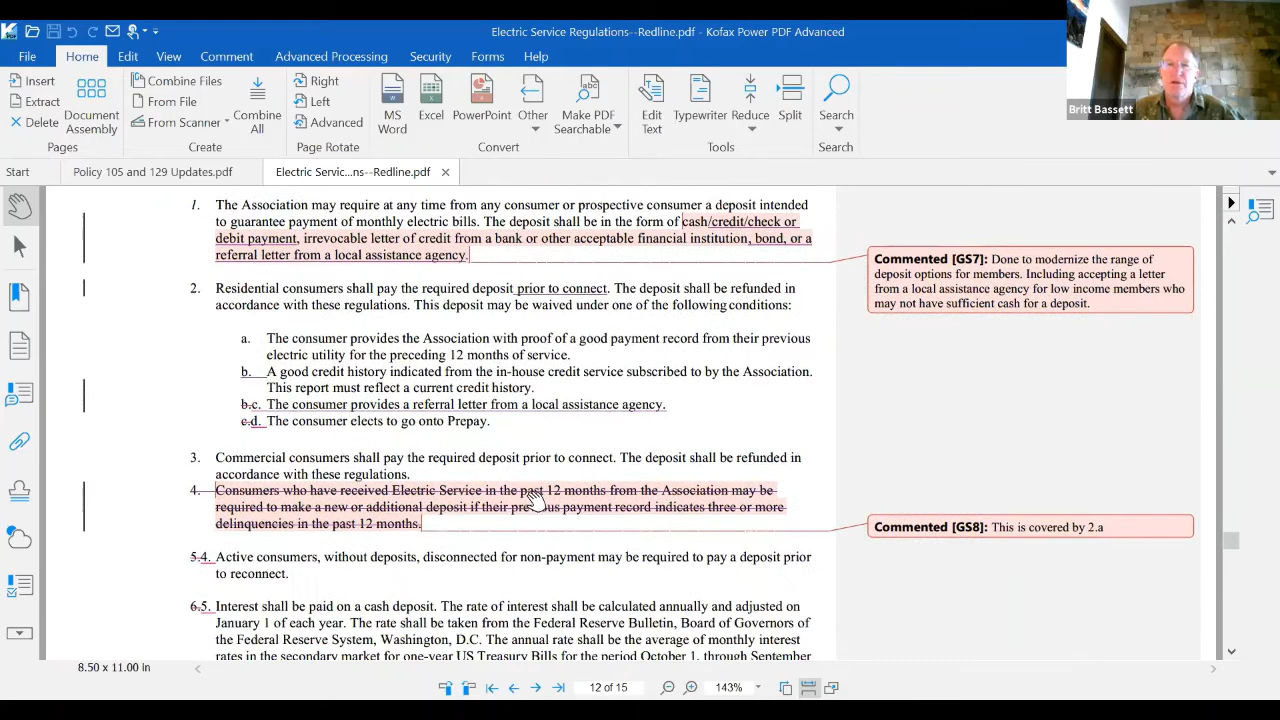 Electric Service Regulations--Redline.pdf - Kofax Power PDF Advanced
File Home Edit View Comment Advanced Processing Security Forms Help
Insert
Extract
Delete
Document
Assembly
Pages
Combine Files
From File
From Scanner
Combine
All
Create
Right
Left
Advanced
Page Rotate
MS
Word
Excel
PowerPoint
Other
Make PDF
Searchable
Convert
Edit
Text
Typewriter
Reduce
Split
Tools
Search
Search
Britt Bassett
Start Policy 105 and 129 Updates.pdf Electric Servic...ns--Redline.pdf
1. The Association may require at any time from any consumer or prospective consumer a deposit intended
to guarantee payment of monthly electric bills. The deposit shall be in the form of cash/credit/check or
debit payment, irrevocable letter of credit from a bank or other acceptable financial institution, bond, or a
referral letter from a local assistance agency.
2. Residential consumers shall pay the required deposit prior to connect. The deposit shall be refunded in
accordance with these regulations. This deposit may be waived under one of the following conditions:
a. The consumer provides the Association with proof of a good payment record from their previous
electric utility for the preceding 12 months of service.
b. A good credit history indicated from the in-house credit service subscribed to by the Association.
This report must reflect a current credit history.
b.c. The consumer provides a referral letter from a local assistance agency.
c.d. The consumer elects to go onto Prepay.
3. Commercial consumers shall pay the required deposit prior to connect. The deposit shall be refunded in
accordance with these regulations.
4. Consumers who have received Electric Service in the past 12 months from the Association may be
required to make a new or additional deposit if their previous payment record indicates three or more
delinquencies in the past 12 months.
5.4. Active consumers, without deposits, disconnected for non-payment may be required to pay a deposit prior
to reconnect.
6.5. Interest shall be paid on a cash deposit. The rate of interest shall be calculated annually and adjusted on
January 1 of each year. The rate shall be taken from the Federal Reserve Bulletin, Board of Governors of
the Federal Reserve System, Washington, D.C. The annual rate shall be the average of monthly interest
rates in the secondary market for one-year US Treasury Bills for the period October 1, through September
Commented [GS7]: Done to modernize the range of
deposit options for members. Including accepting a letter
from a local assistance agency for low income members who
may not have sufficient cash for a deposit.
Commented [GS8]: This is covered by 2.a
8.50 x 11.00 in
12 of 15
143%